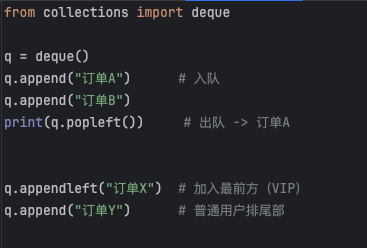 from collections import deque
q = deque()
q.append("订单A")      # 入队
q.append("订单B")
print(q.popleft())     # 出队 -> 订单A
q.appendleft("订单X")  # 加入最前方（VIP）
q.append("订单Y")      # 普通用户排尾部